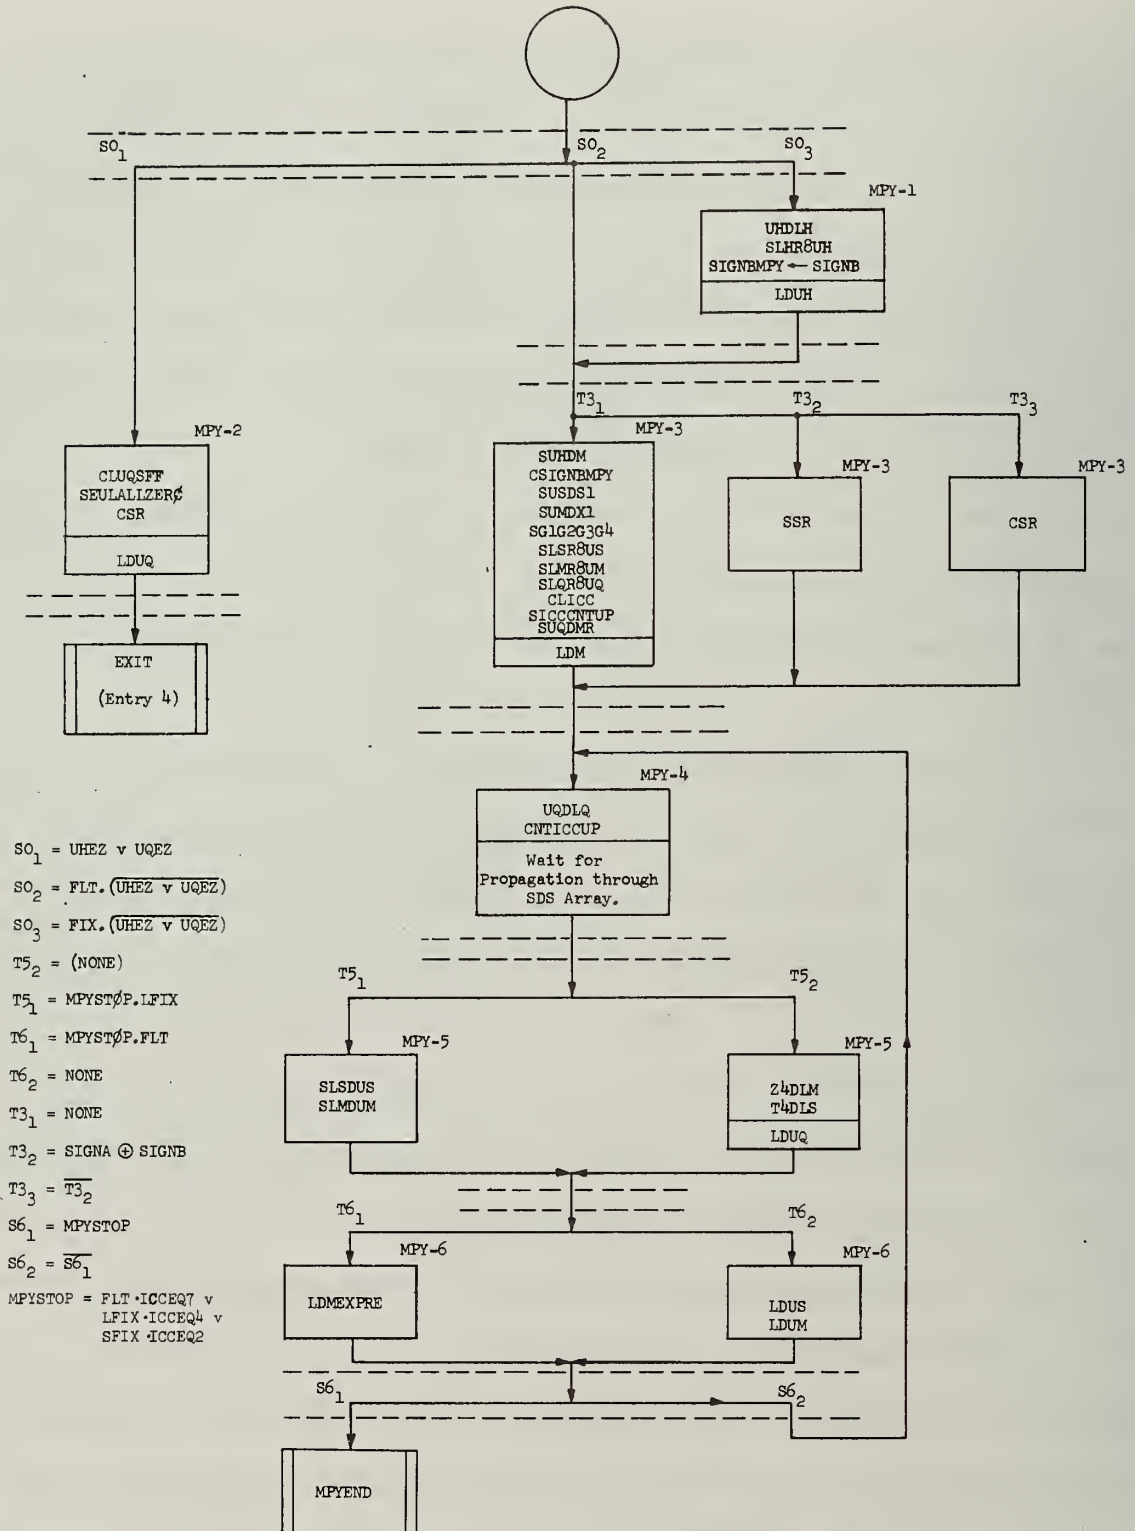 SO1
SO2
SO3
MPY-1
UHDLH
SLHR8UH
SIGNBMPY ← SIGNB
LDUH
T31
T32
T33
MPY-2
CLUQSFF
SEULALLZERØ
CSR
LDUQ
MPY-3
SUHDM
CSIGNBMPY
SUSDS1
SUMDX1
SG1G2G3G4
SLSR8US
SLMR8UM
SLQR8UQ
CLICC
SICCCNTUP
SUQDMR
LDM
MPY-3
SSR
MPY-3
CSR
EXIT
(Entry 4)
MPY-4
UQDLQ
CNTICCUP
Wait for
Propagation through
SDS Array.
SO1 = UHEZ v UQEZ
SO2 = FLT.(UHEZ v UQEZ)
SO3 = FIX.(UHEZ v UQEZ)
T52 = (NONE)
T51 = MPYSTØP.LFIX
T61 = MPYSTØP.FLT
T62 = NONE
T31 = NONE
T32 = SIGNA ⊕ SIGNB
T33 = T32
S61 = MPYSTOP
S62 = S61
MPYSTOP = FLT·ICCEQ7 v
LFIX·ICCEQ4 v
SFIX·ICCEQ2
T51
T52
MPY-5
SLSDUS
SLMDUM
MPY-5
Z4DLM
T4DLS
LDUQ
T61
T62
MPY-6
LDMEXPRE
MPY-6
LDUS
LDUM
S61
S62
MPYEND